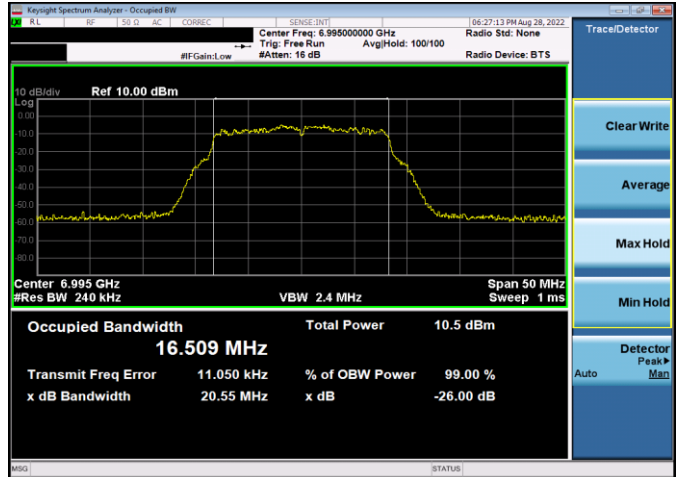 Keysight Spectrum Analyzer - Occupied BW
RL RF 50 Ω AC CORREC SENSE:INT 06:27:13 PM Aug 28, 2022
Center Freq: 6.995000000 GHz Radio Std: None
Trig: Free Run Avg|Hold: 100/100
#IFGain:Low #Atten: 16 dB Radio Device: BTS
10 dB/div Ref 10.00 dBm
Log
0.00
-10.0
-20.0
-30.0
-40.0
-50.0
-60.0
-70.0
-80.0
Center 6.995 GHz Span 50 MHz
#Res BW 240 kHz VBW 2.4 MHz Sweep 1 ms
Occupied Bandwidth Total Power 10.5 dBm
16.509 MHz
Transmit Freq Error 11.050 kHz % of OBW Power 99.00 %
x dB Bandwidth 20.55 MHz x dB -26.00 dB
MSG STATUS
Trace/Detector
Clear Write
Average
Max Hold
Min Hold
Detector
Peak▶
Auto Man